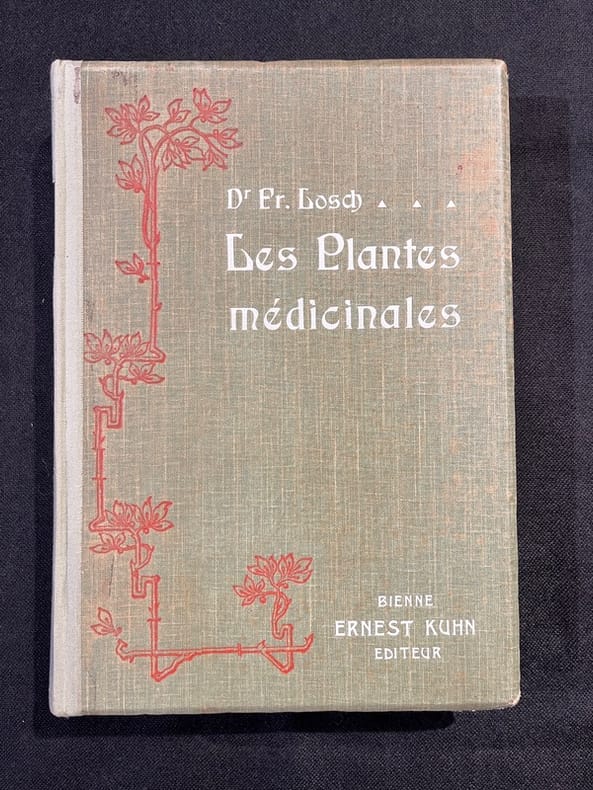 Dr Fr. Losch
Les Plantes
médicinales
BIENNE
ERNEST KUHN
EDITEUR